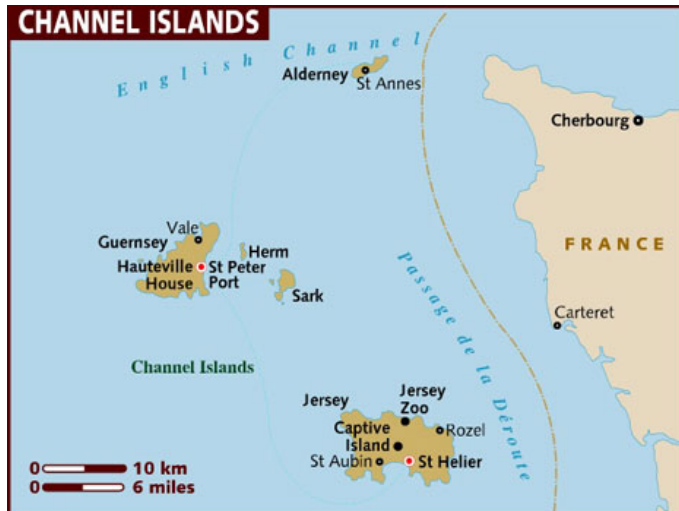 CHANNEL ISLANDS
English Channel
Alderney
St Annes
Cherbourg
Vale
Guernsey
Herm
FRANCE
Hauteville
House
St Peter
Port
Sark
Passage de la Déroute
Carteret
Channel Islands
Jersey
Jersey
Zoo
Captive
Island
Rozel
St Aubin
St Helier
0 10 km
0 6 miles